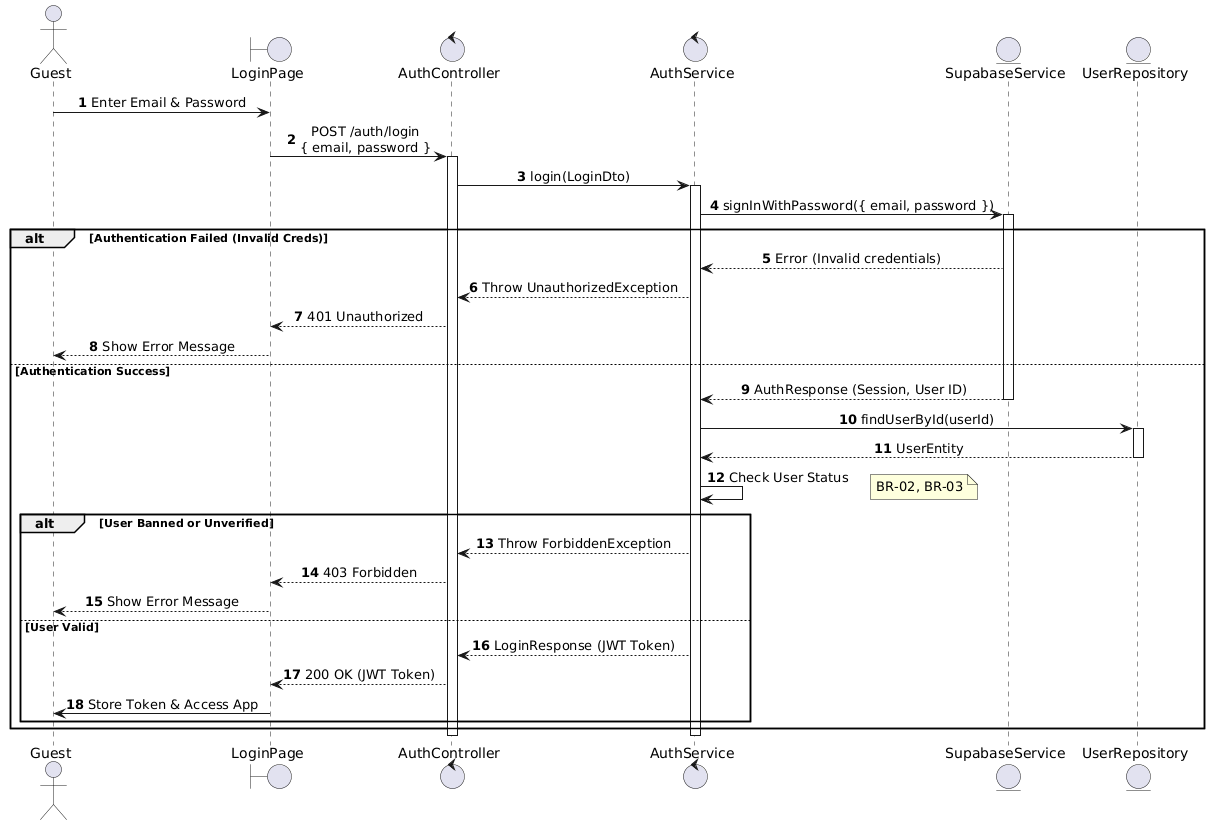 Guest
LoginPage
AuthController
AuthService
SupabaseService
UserRepository
1 Enter Email & Password
2 POST /auth/login
{ email, password }
3 login(LoginDto)
4 signInWithPassword({ email, password })
alt [Authentication Failed (Invalid Creds)]
5 Error (Invalid credentials)
6 Throw UnauthorizedException
7 401 Unauthorized
8 Show Error Message
[Authentication Success]
9 AuthResponse (Session, User ID)
10 findUserById(userId)
11 UserEntity
12 Check User Status
BR-02, BR-03
alt [User Banned or Unverified]
13 Throw ForbiddenException
14 403 Forbidden
15 Show Error Message
[User Valid]
16 LoginResponse (JWT Token)
17 200 OK (JWT Token)
18 Store Token & Access App
Guest
LoginPage
AuthController
AuthService
SupabaseService
UserRepository